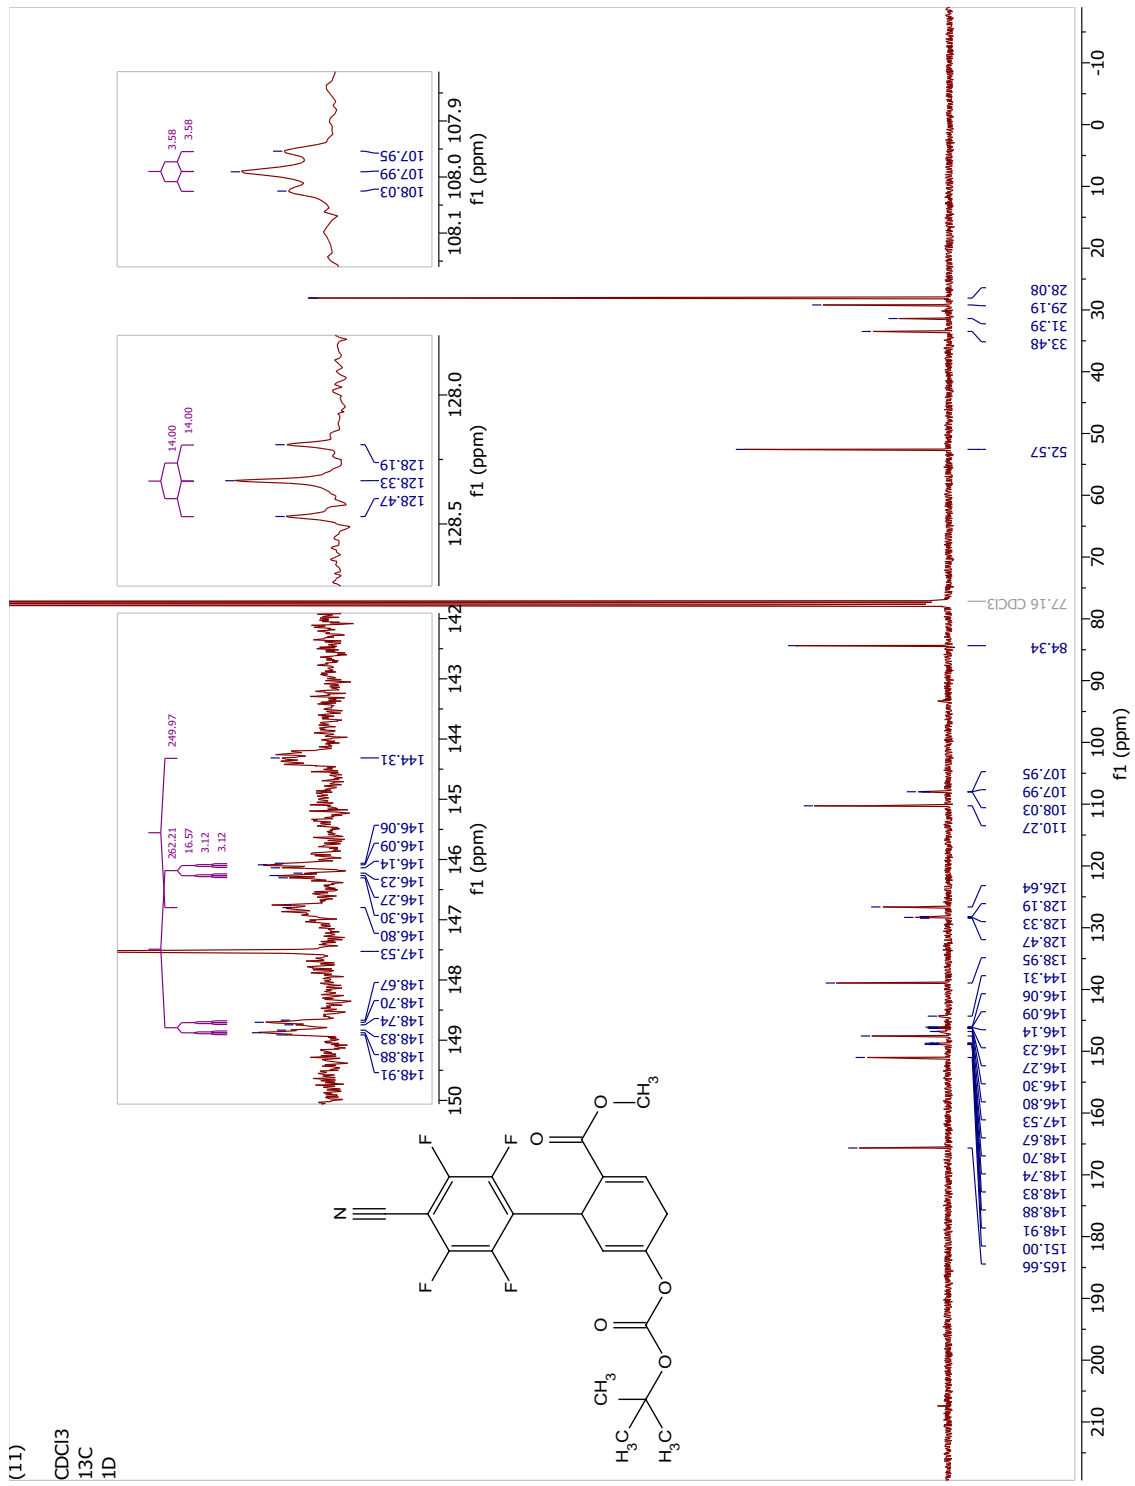 (11)
CDCl3
13C
1D
249.97
262.21
16.57
3.12
3.12
148.91
148.88
148.83
148.74
148.70
148.67
147.53
146.80
146.30
146.27
146.23
146.14
146.09
146.06
144.31
150 149 148 147 146 145 144 143 142
f1 (ppm)
14.00
14.00
128.47
128.33
128.19
128.5 128.0
f1 (ppm)
3.58
3.58
108.03
107.99
107.95
108.1 108.0 107.9
f1 (ppm)
N
F
F
F
F
O
O
CH3
O
O
O
CH3
H3C
H3C
165.66
151.00
148.91
148.88
148.83
148.74
148.70
148.67
147.53
146.80
146.30
146.27
146.23
146.14
146.09
146.06
144.31
138.95
128.47
128.33
128.19
126.64
110.27
108.03
107.99
107.95
84.34
77.16 CDCl3
52.57
33.48
31.39
29.19
28.08
210 200 190 180 170 160 150 140 130 120 110 100 90 80 70 60 50 40 30 20 10 0 -10
f1 (ppm)